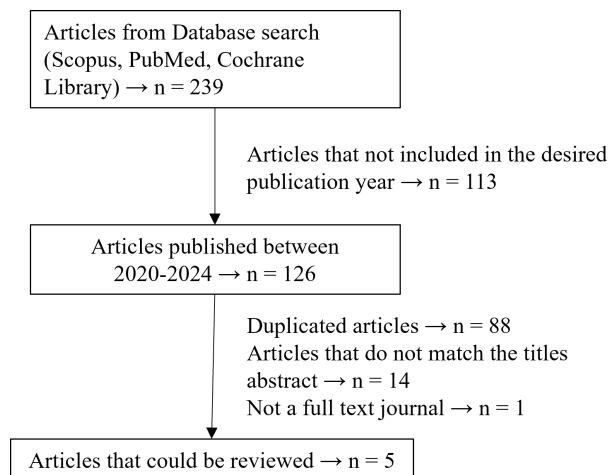 Articles from Database search
(Scopus, PubMed, Cochrane
Library) → n = 239
Articles that not included in the desired
publication year → n = 113
Articles published between
2020-2024 → n = 126
Duplicated articles → n = 88
Articles that do not match the titles
abstract → n = 14
Not a full text journal → n = 1
Articles that could be reviewed → n = 5